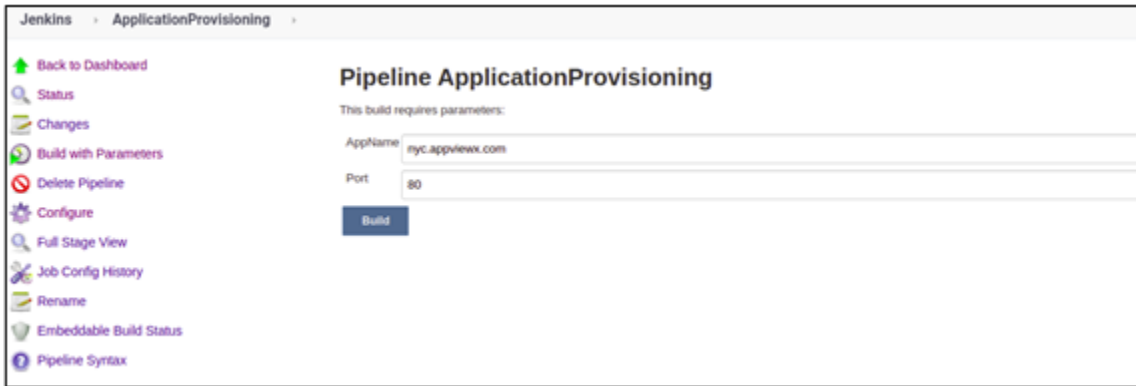 Jenkins › ApplicationProvisioning ›
Back to Dashboard
Status
Changes
Build with Parameters
Delete Pipeline
Configure
Full Stage View
Job Config History
Rename
Embeddable Build Status
Pipeline Syntax
Pipeline ApplicationProvisioning
This build requires parameters:
AppName nyc.appviewx.com
Port 80
Build